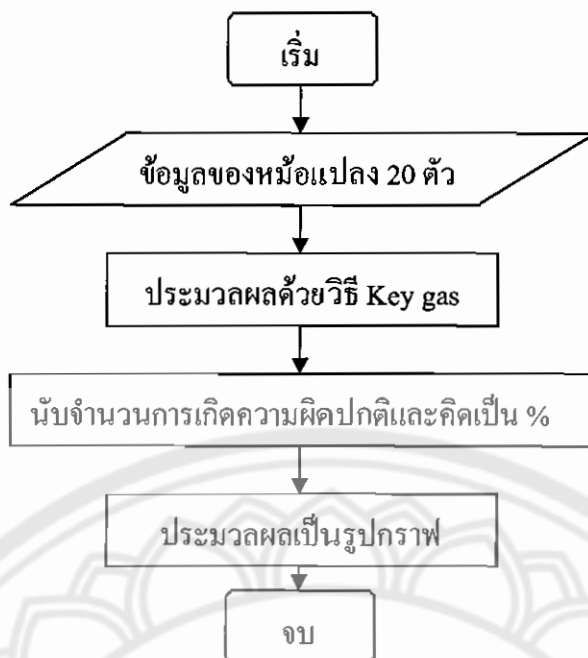 เริ่ม
ข้อมูลของหม้อแปลง 20 ตัว
ประมวลผลด้วยวิธี Key gas
นับจำนวนการเกิดความผิดปกติและคิดเป็น %
ประมวลผลเป็นรูปกราฟ
จบ